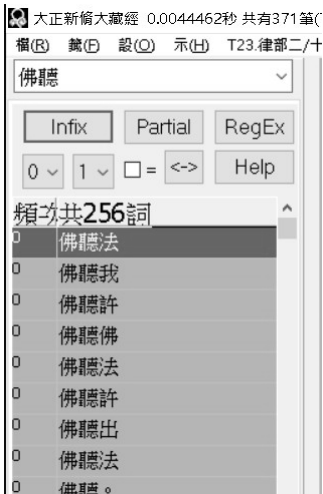 大正新脩大藏經 0.0044462秒 共有371筆(
檔(R) 蒐(F) 設(O) 示(H) T23.律部二/十
佛聽
Infix Partial RegEx
0 1 = <-> Help
頻次 共256詞
0 佛聽法
0 佛聽我
0 佛聽許
0 佛聽佛
0 佛聽法
0 佛聽許
0 佛聽出
0 佛聽法
0 佛聽。